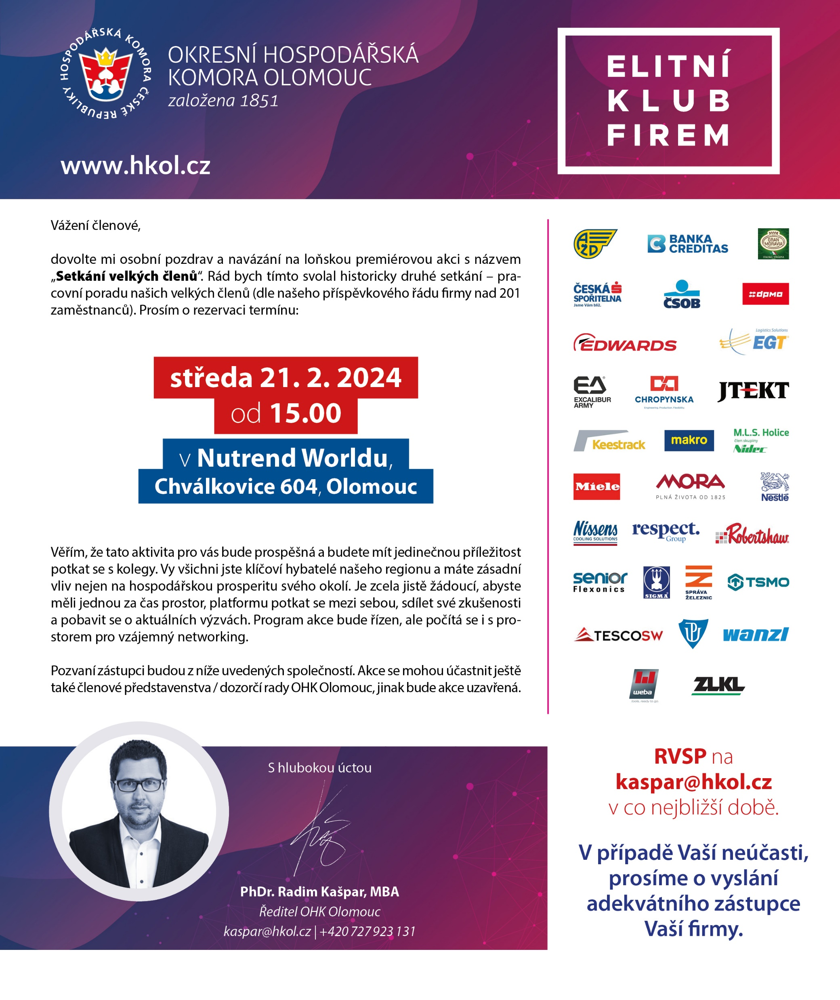 HOSPODÁŘSKÁ KOMORA ČESKÉ REPUBLIKY
OKRESNÍ HOSPODÁŘSKÁ
KOMORA OLOMOUC
založena 1851
www.hkol.cz
ELITNÍ
KLUB
FIREM
Vážení členové,
dovolte mi osobní pozdrav a navázání na loňskou premiérovou akci s názvem
„Setkání velkých členů“. Rád bych tímto svolal historicky druhé setkání – pra-
covní poradu našich velkých členů (dle našeho příspěvkového řádu firmy nad 201
zaměstnanců). Prosím o rezervaci termínu:
středa 21. 2. 2024
od 15.00
v Nutrend Worldu,
Chválkovice 604, Olomouc
Věřím, že tato aktivita pro vás bude prospěšná a budete mít jedinečnou příležitost
potkat se s kolegy. Vy všichni jste klíčoví hybatelé našeho regionu a máte zásadní
vliv nejen na hospodářskou prosperitu svého okolí. Je zcela jistě žádoucí, abyste
měli jednou za čas prostor, platformu potkat se mezi sebou, sdílet své zkušenosti
a pobavit se o aktuálních výzvách. Program akce bude řízen, ale počítá se i s pro-
storem pro vzájemný networking.
Pozvaní zástupci budou z níže uvedených společností. Akce se mohou účastnit ještě
také členové představenstva / dozorčí rady OHK Olomouc, jinak bude akce uzavřená.
AŽD
BANKA
CREDITAS
GRAN
MORAVIA
ITALSKÁ SÝRÁRNA
ČESKÁ
SPOŘITELNA
Jsme Vám blíž.
ČSOB
dpmo
EDWARDS
Logistics Solutions
EGT
EA
EXCALIBUR
ARMY
CHROPYNSKA
Engineering. Production. Flexibility.
JTEKT
Keestrack
makro
M.L.S. Holice
člen skupiny
Nidec
Miele
MORA
PLNÁ ŽIVOTA OD 1825
Nestlé
Nissens
COOLING SOLUTIONS
respect.
Group
Robertshaw
senior
Flexonics
SIGMA
SPRÁVA
ŽELEZNIC
TSMO
TESCOSW
UP
wanzl
weba
tools, ready to go.
ZLKL
S hlubokou úctou
PhDr. Radim Kašpar, MBA
Ředitel OHK Olomouc
kaspar@hkol.cz | +420 727 923 131
RVSP na
kaspar@hkol.cz
v co nejbližší době.
V případě Vaší neúčasti,
prosíme o vyslání
adekvátního zástupce
Vaší firmy.